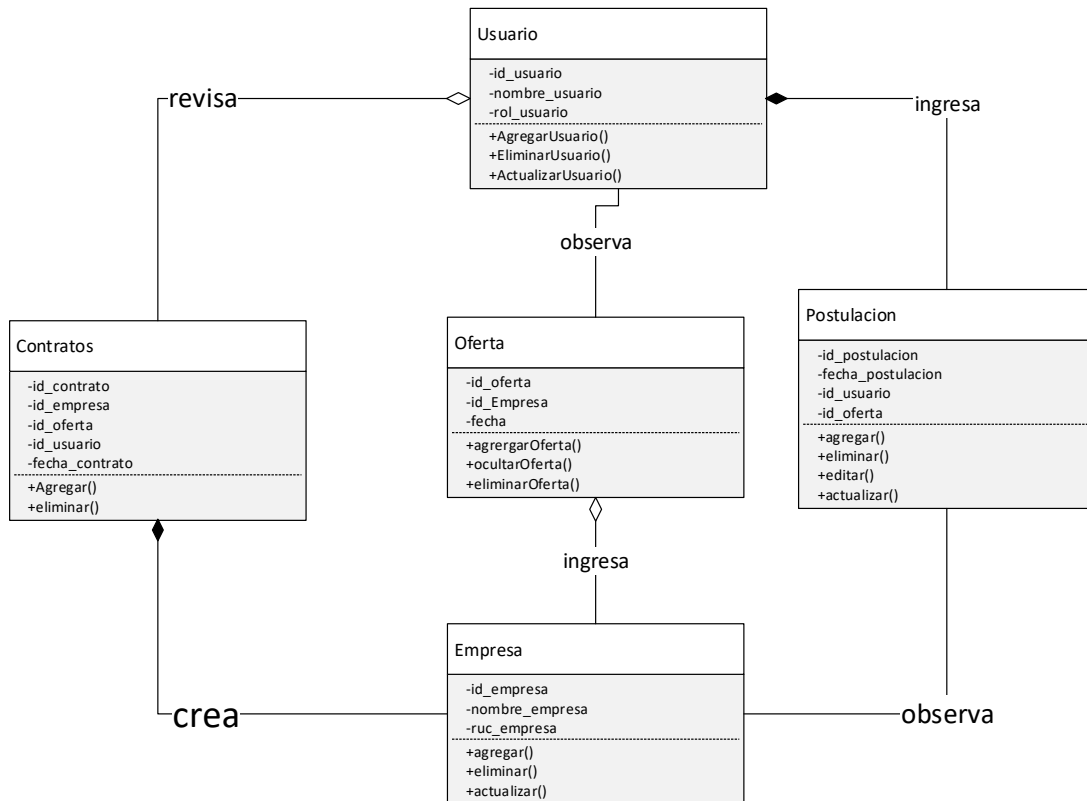 Usuario
-id_usuario
-nombre_usuario
-rol_usuario
+AgregarUsuario()
+EliminarUsuario()
+ActualizarUsuario()
revisa
ingresa
observa
Contratos
-id_contrato
-id_empresa
-id_oferta
-id_usuario
-fecha_contrato
+Agregar()
+eliminar()
Oferta
-id_oferta
-id_Empresa
-fecha
+agrergarOferta()
+ocultarOferta()
+eliminarOferta()
Postulacion
-id_postulacion
-fecha_postulacion
-id_usuario
-id_oferta
+agregar()
+eliminar()
+editar()
+actualizar()
ingresa
Empresa
-id_empresa
-nombre_empresa
-ruc_empresa
+agregar()
+eliminar()
+actualizar()
crea
observa